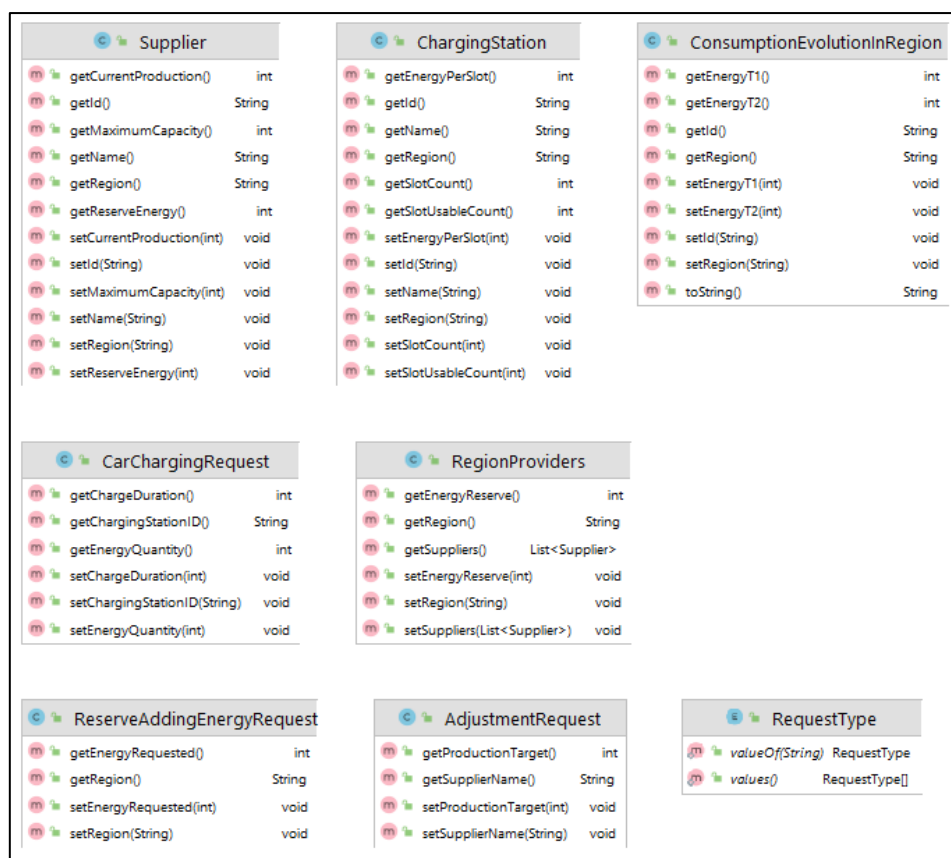 Supplier
getCurrentProduction() int
getId() String
getMaximumCapacity() int
getName() String
getRegion() String
getReserveEnergy() int
setCurrentProduction(int) void
setId(String) void
setMaximumCapacity(int) void
setName(String) void
setRegion(String) void
setReserveEnergy(int) void
ChargingStation
getEnergyPerSlot() int
getId() String
getName() String
getRegion() String
getSlotCount() int
getSlotUsableCount() int
setEnergyPerSlot(int) void
setId(String) void
setName(String) void
setRegion(String) void
setSlotCount(int) void
setSlotUsableCount(int) void
ConsumptionEvolutionInRegion
getEnergyT1() int
getEnergyT2() int
getId() String
getRegion() String
setEnergyT1(int) void
setEnergyT2(int) void
setId(String) void
setRegion(String) void
toString() String
CarChargingRequest
getChargeDuration() int
getChargingStationID() String
getEnergyQuantity() int
setChargeDuration(int) void
setChargingStationID(String) void
setEnergyQuantity(int) void
RegionProviders
getEnergyReserve() int
getRegion() String
getSuppliers() List<Supplier>
setEnergyReserve(int) void
setRegion(String) void
setSuppliers(List<Supplier>) void
ReserveAddingEnergyRequest
getEnergyRequested() int
getRegion() String
setEnergyRequested(int) void
setRegion(String) void
AdjustmentRequest
getProductionTarget() int
getSupplierName() String
setProductionTarget(int) void
setSupplierName(String) void
RequestType
valueOf(String) RequestType
values() RequestType[]